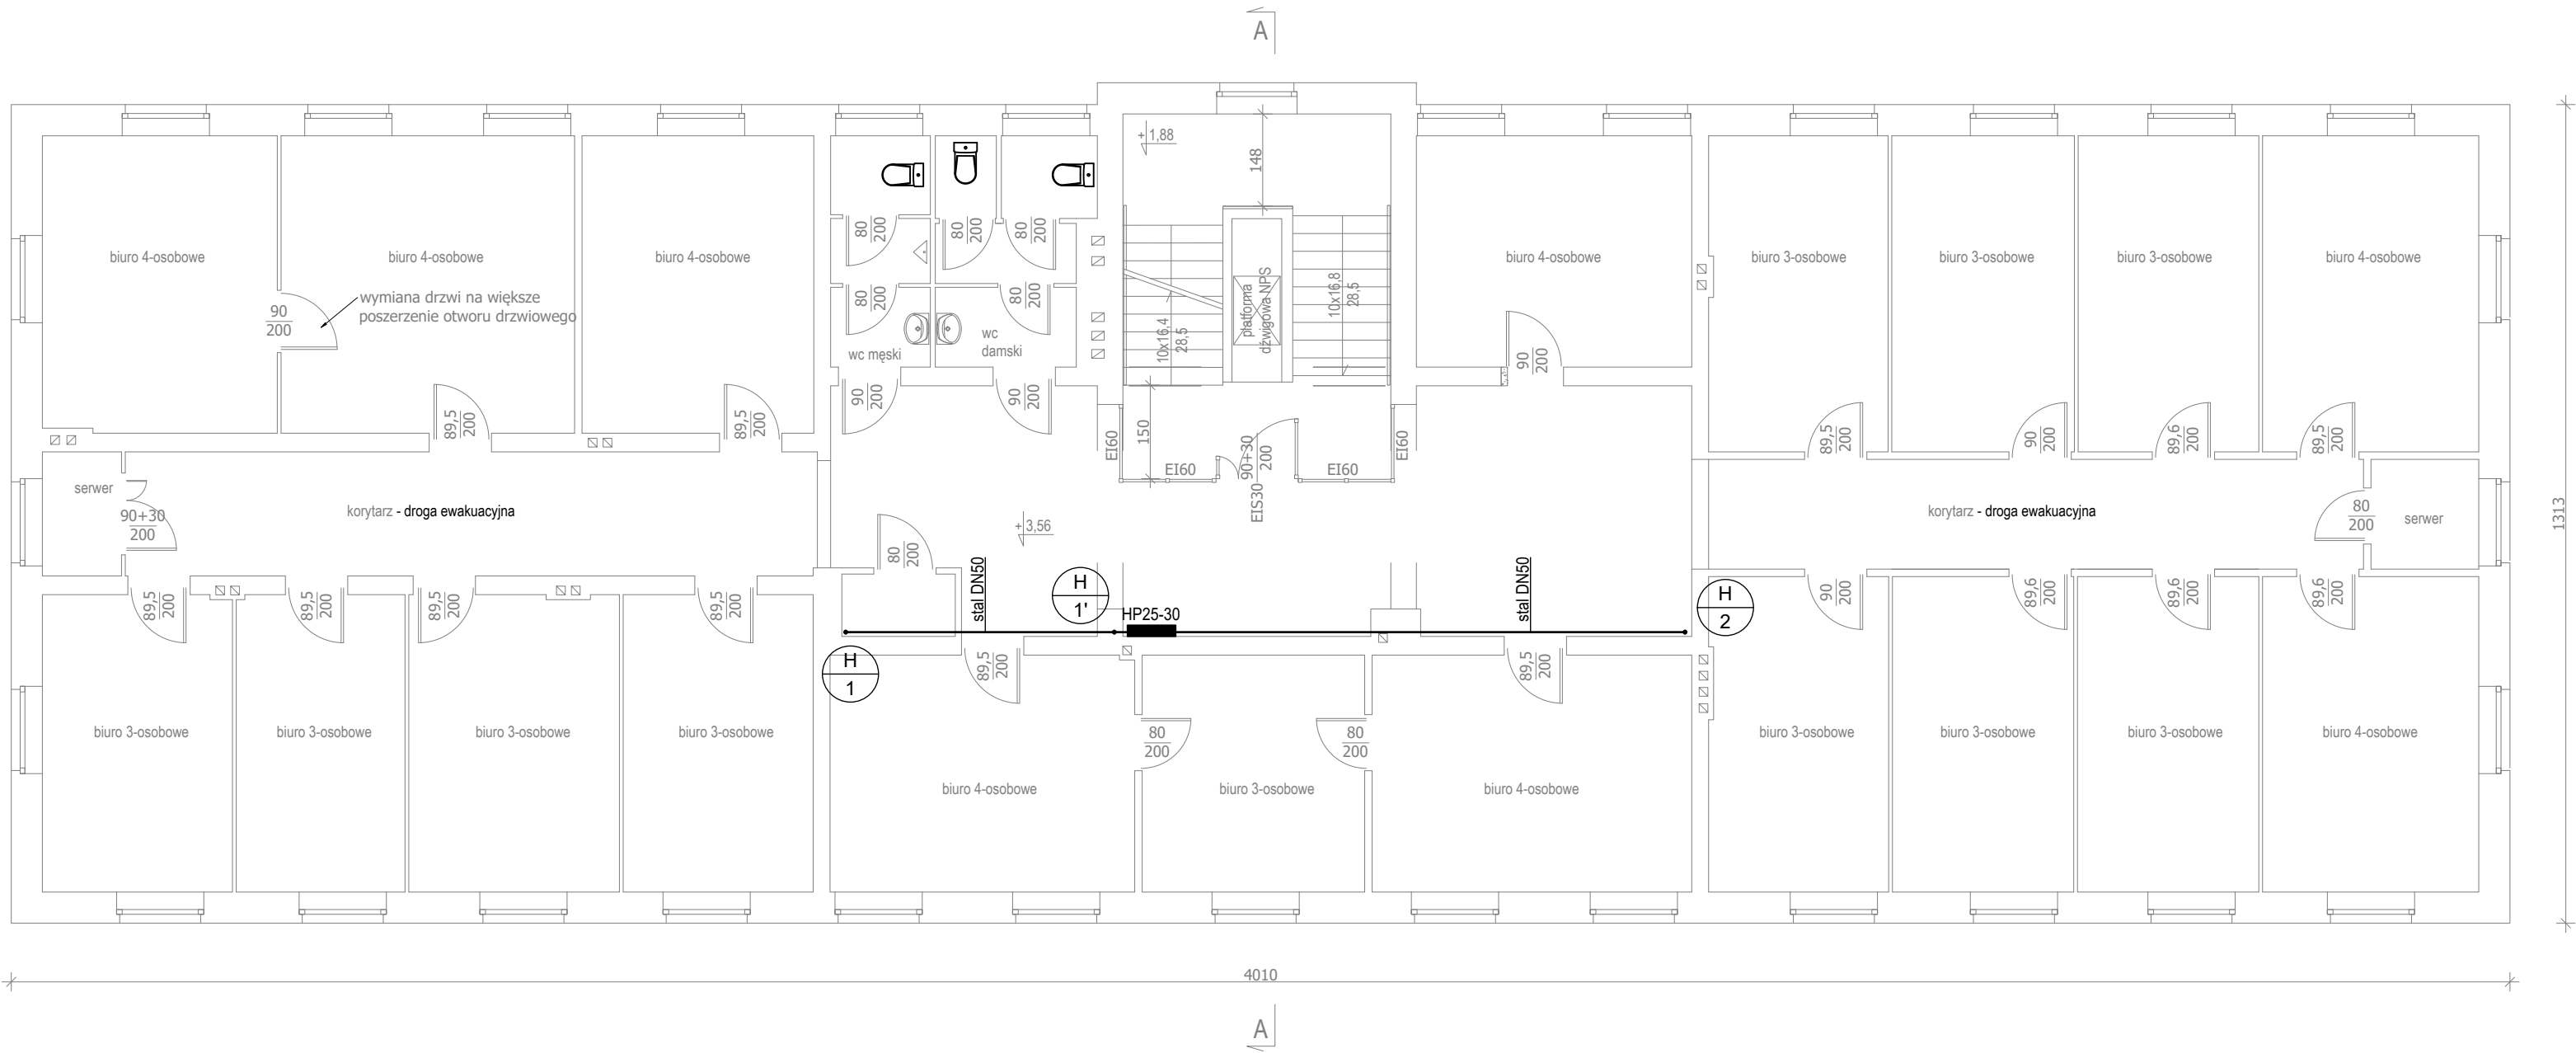 A
+ 1,88
148
80
200
80
200
80
200
biuro 4-osobowe
biuro 4-osobowe
biuro 4-osobowe
biuro 4-osobowe
biuro 3-osobowe
biuro 3-osobowe
biuro 3-osobowe
biuro 4-osobowe
wymiana drzwi na większe
poszerzenie otworu drzwiowego
90
200
80
200
80
200
wc męski
wc
damski
10x16,4
28,5
platforma
dźwigowa NPS
10x16,8
28,5
90
200
89,5
200
89,5
200
90
200
90
200
EI60
150
EI60
90+30
200
EIS30
EI60
EI60
89,5
200
90
200
89,6
200
89,5
200
serwer
90+30
200
korytarz - droga ewakuacyjna
+ 3,56
korytarz - droga ewakuacyjna
80
200
serwer
1313
80
200
stal DN50
H
1'
HP25-30
stal DN50
H
2
89,5
200
89,5
200
89,5
200
89,5
200
90
200
89,6
200
89,6
200
89,6
200
H
1
89,5
200
89,5
200
biuro 3-osobowe
biuro 3-osobowe
biuro 3-osobowe
biuro 3-osobowe
80
200
80
200
biuro 3-osobowe
biuro 3-osobowe
biuro 3-osobowe
biuro 4-osobowe
biuro 4-osobowe
biuro 3-osobowe
biuro 4-osobowe
4010
A